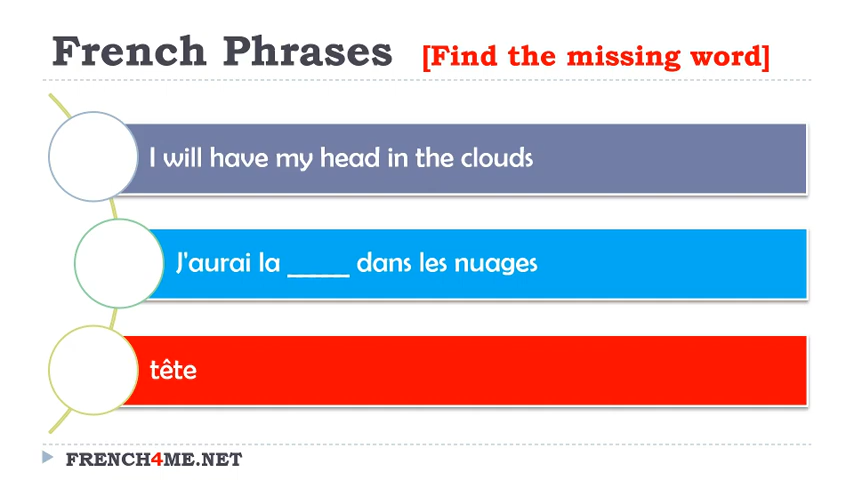 French Phrases [Find the missing word]
I will have my head in the clouds
J'aurai la _____ dans les nuages
tête
FRENCH4ME.NET